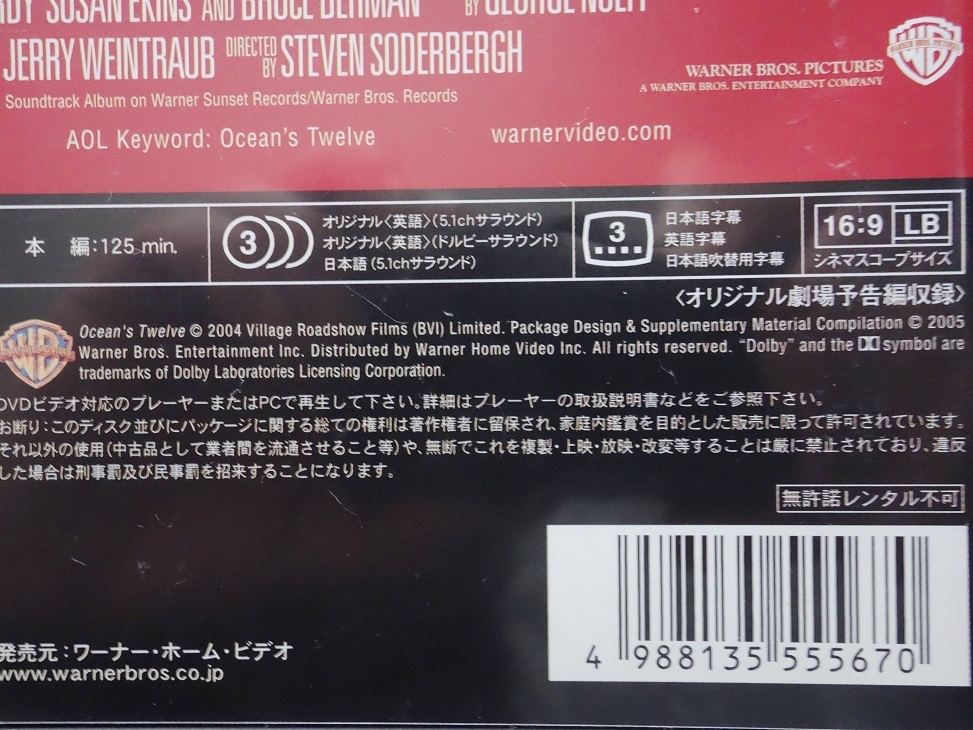 SUSAN EKINS AND BRUCE BERMAN BY GEORGE NOLFI
JERRY WEINTRAUB DIRECTED BY STEVEN SODERBERGH
WARNER BROS. PICTURES
A WARNER BROS. ENTERTAINMENT COMPANY
Soundtrack Album on Warner Sunset Records/Warner Bros. Records
AOL Keyword: Ocean's Twelve warnervideo.com
本 編:125 min.
3
オリジナル〈英語〉(5.1chサラウンド)
オリジナル〈英語〉(ドルビーサラウンド)
日本語(5.1chサラウンド)
3
日本語字幕
英語字幕
日本語吹替用字幕
16:9 LB
シネマスコープサイズ
〈オリジナル劇場予告編収録〉
Ocean's Twelve © 2004 Village Roadshow Films (BVI) Limited. Package Design & Supplementary Material Compilation © 2005
Warner Bros. Entertainment Inc. Distributed by Warner Home Video Inc. All rights reserved. "Dolby" and the symbol are
trademarks of Dolby Laboratories Licensing Corporation.
DVDビデオ対応のプレーヤーまたはPCで再生して下さい。詳細はプレーヤーの取扱説明書などをご参照下さい。
お断り:このディスク並びにパッケージに関する総ての権利は著作権者に留保され、家庭内鑑賞を目的とした販売に限って許可されています。
それ以外の使用(中古品として業者間を流通させること等)や、無断でこれを複製・上映・放映・改変等することは厳に禁止されており、違反
した場合は刑事罰及び民事罰を招来することになります。
無許諾レンタル不可
4 988135 555670
発売元:ワーナー・ホーム・ビデオ
www.warnerbros.co.jp